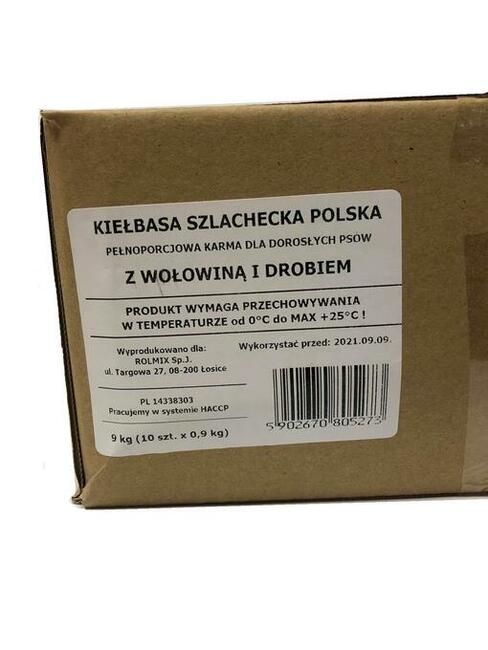 KIEŁBASA SZLACHECKA POLSKA
PEŁNOPORCJOWA KARMA DLA DOROSŁYCH PSÓW
Z WOŁOWINĄ I DROBIEM
PRODUKT WYMAGA PRZECHOWYWANIA
W TEMPERATURZE od 0°C do MAX +25°C !
Wyprodukowano dla:
ROLMIX Sp.J.
ul. Targowa 27, 08-200 Łosice
Wykorzystać przed: 2021.09.09.
PL 14338303
Pracujemy w systemie HACCP
9 kg (10 szt. x 0,9 kg)
5 902670 805273